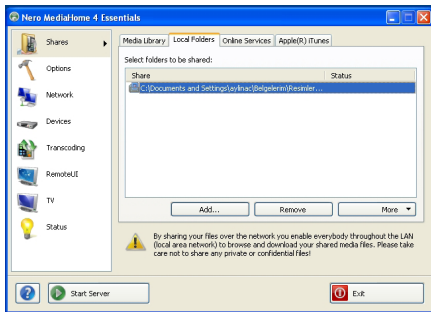 Nero MediaHome 4 Essentials
Shares
Options
Network
Devices
Transcoding
RemoteUI
TV
Status
Media Library
Local Folders
Online Services
Apple(R) iTunes
Select folders to be shared:
Share
Status
C:\Documents and Settings\aylinac\Belgelerim\Resimler...
Add...
Remove
More
By sharing your files over the network you enable everybody throughout the LAN
(local area network) to browse and download your shared media files. Please take
care not to share any private or confidential files!
Start Server
Exit